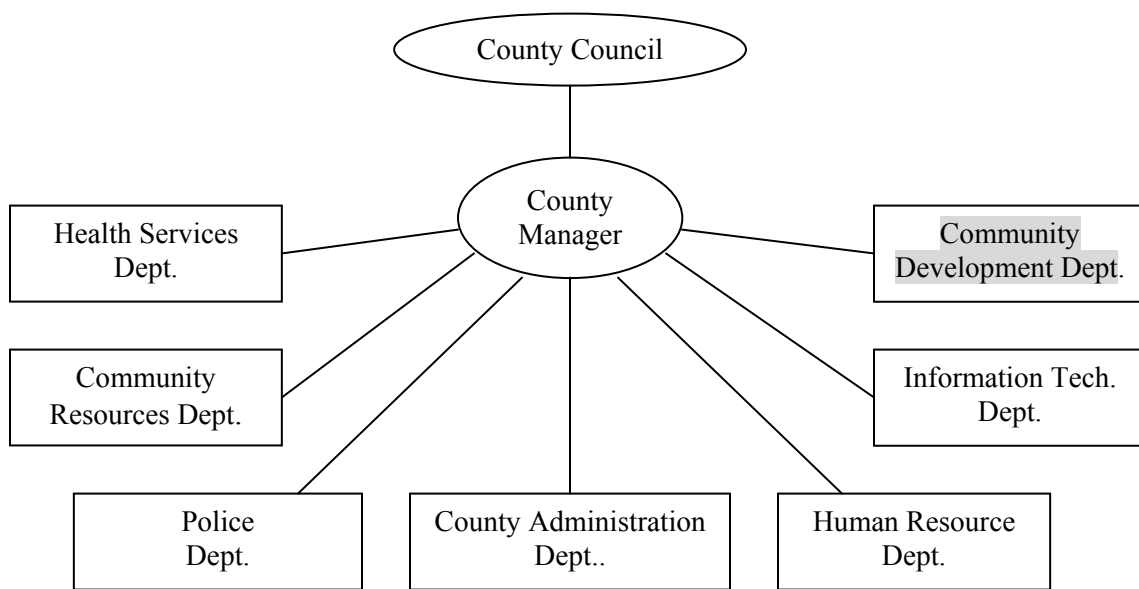 County Council
County
Manager
Health Services
Dept.
Community
Development Dept.
Community
Resources Dept.
Information Tech.
Dept.
Police
Dept.
County Administration
Dept..
Human Resource
Dept.